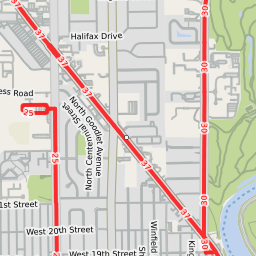 37
30
Halifax Drive
37
ess Road
25
North Goodlet Avenue
North Centennial Street
30
25
37
1st Street
37
West 20th Street
Winfield
King
30
West 19th Street
25
Sh